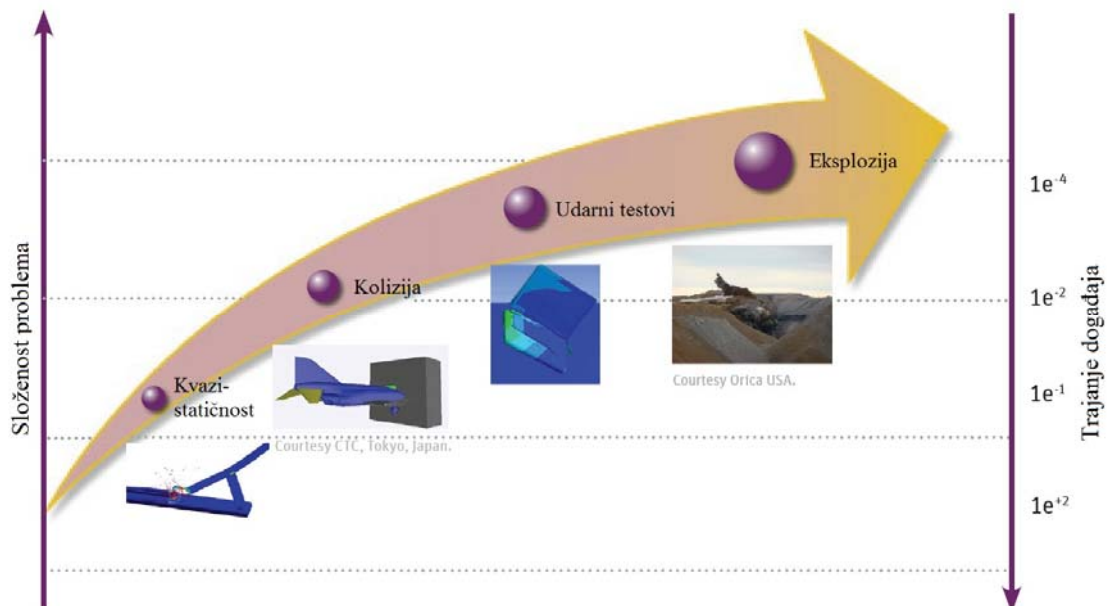 Složenost problema
Eksplozija
Udarni testovi
Kolizija
Kvazi-
statičnost
Courtesy CTC, Tokyo, Japan.
Courtesy Orica USA.
1e-4
1e-2
1e-1
1e+2
Trajanje događaja